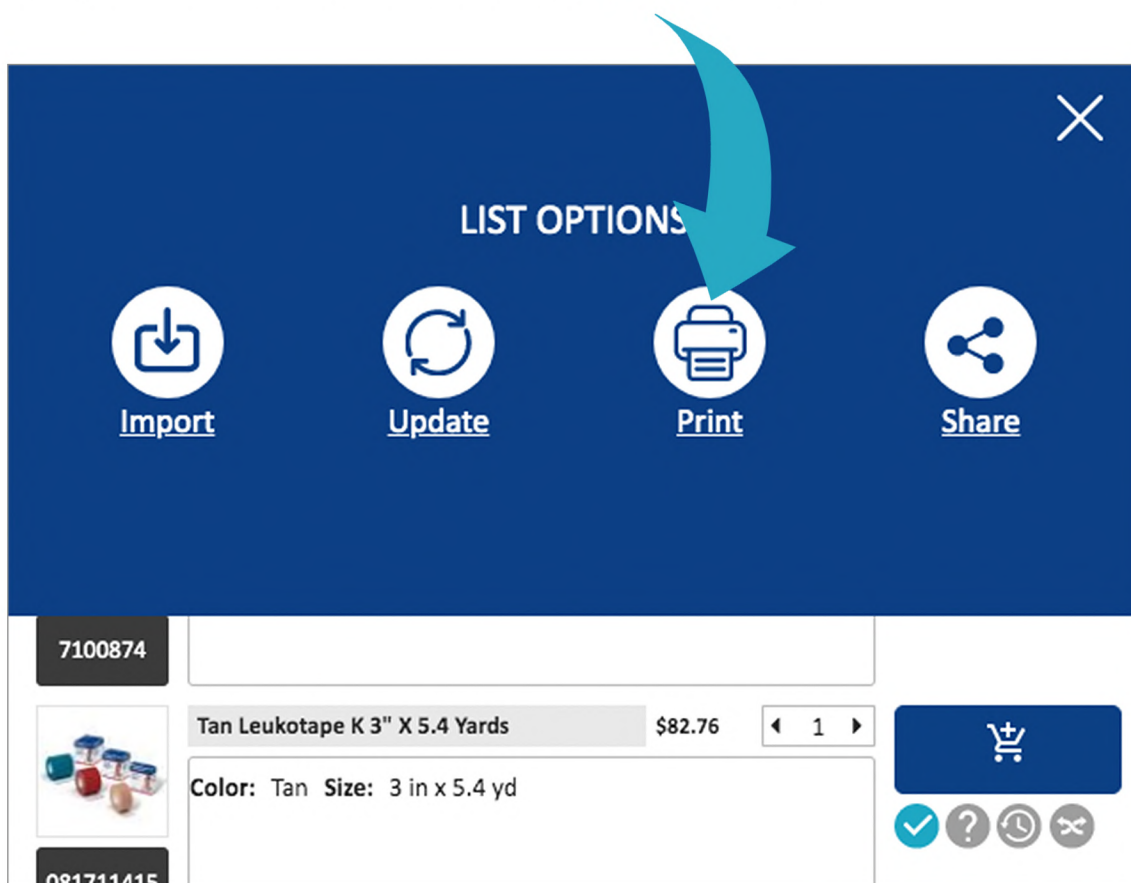 LIST OPTIONS
Import Update Print Share
7100874
Tan Leukotape K 3" X 5.4 Yards $82.76 1
Color: Tan Size: 3 in x 5.4 yd
081711415